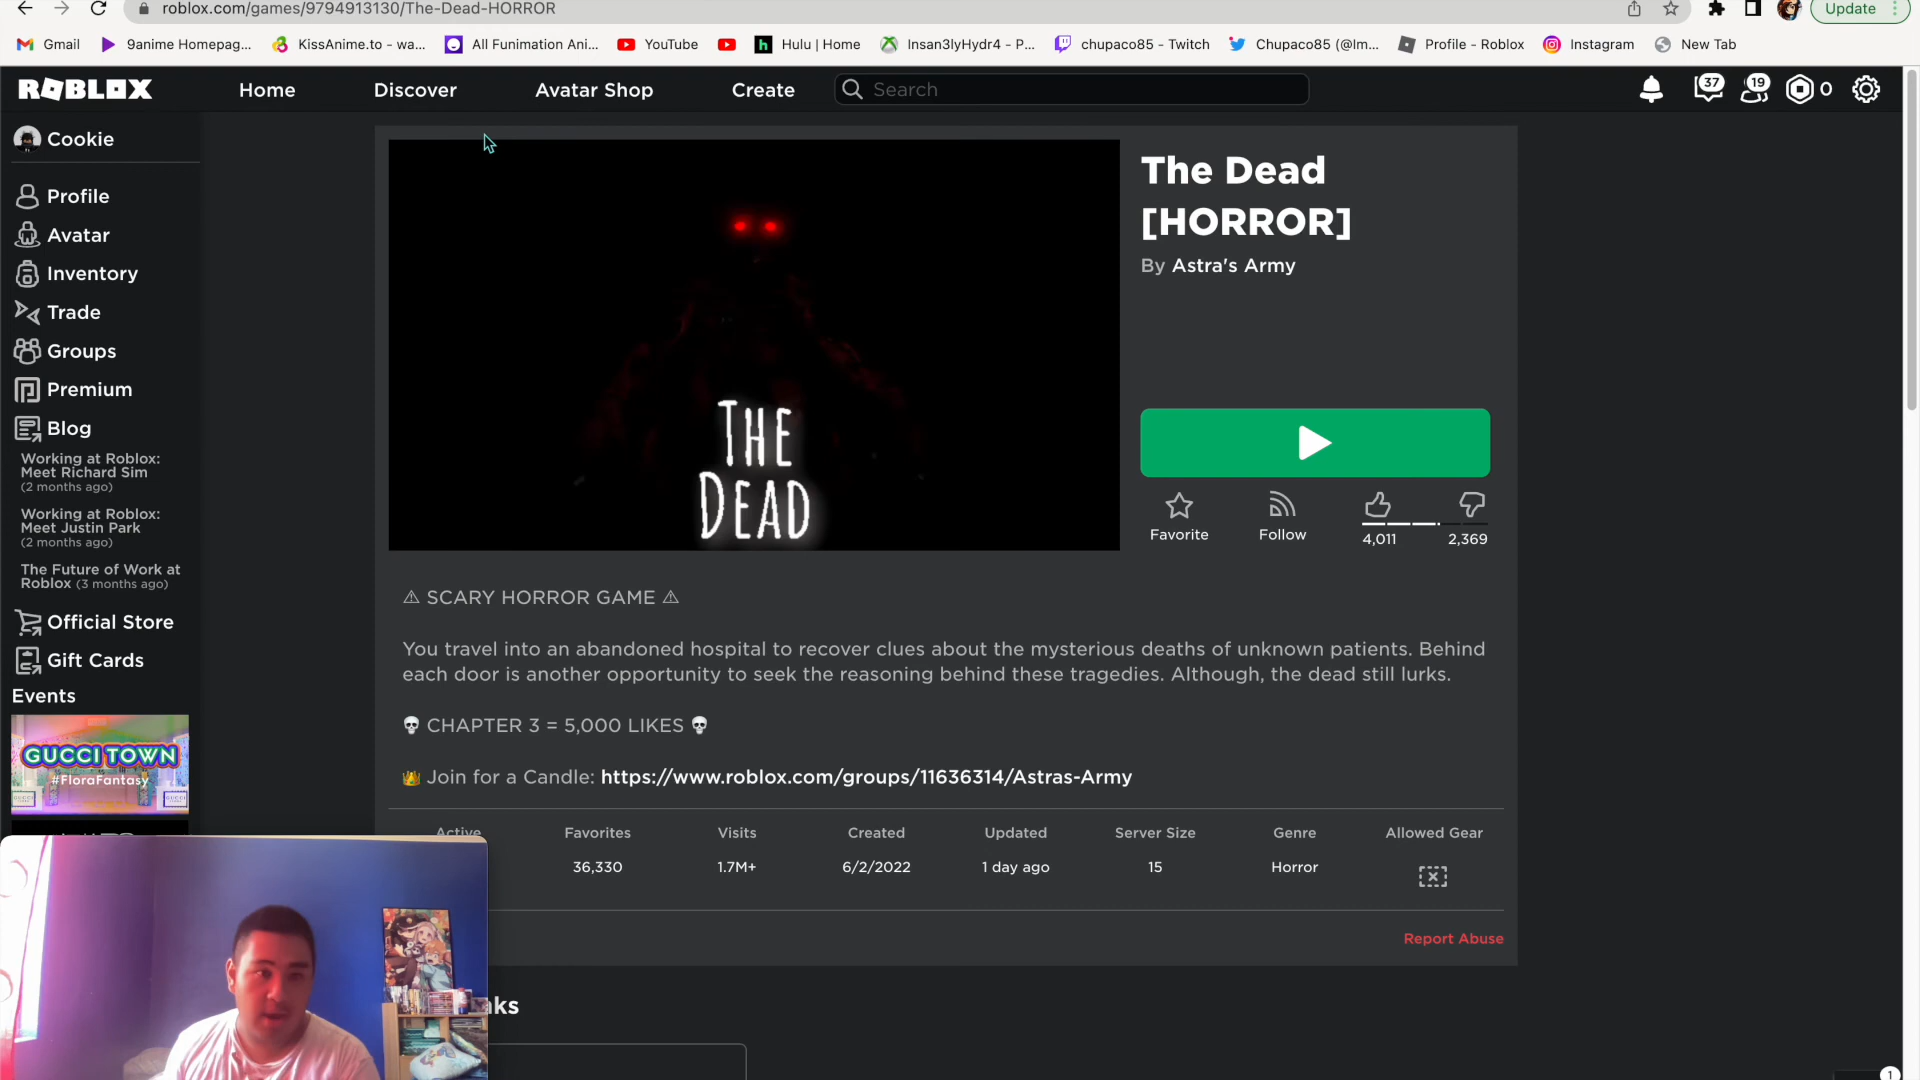 roblox.com/games/9794913130/The-Dead-HORROR
Update
Gmail
9anime Homepag...
KissAnime.to - wa...
All Funimation Ani...
YouTube
Hulu | Home
Insan3lyHydr4 - P...
chupaco85 - Twitch
Chupaco85 (@Im...
Profile - Roblox
Instagram
New Tab
ROBLOX
Home
Discover
Avatar Shop
Create
Search
37
19
0
Cookie
Profile
Avatar
Inventory
Trade
Groups
Premium
Blog
Working at Roblox:
Meet Richard Sim
(2 months ago)
Working at Roblox:
Meet Justin Park
(2 months ago)
The Future of Work at
Roblox (3 months ago)
Official Store
Gift Cards
Events
GUCCI TOWN
#FloraFantasy
THE
DEAD
The Dead
[HORROR]
By Astra's Army
Favorite
Follow
4,011
2,369
⚠ SCARY HORROR GAME ⚠
You travel into an abandoned hospital to recover clues about the mysterious deaths of unknown patients. Behind
each door is another opportunity to seek the reasoning behind these tragedies. Although, the dead still lurks.
💀 CHAPTER 3 = 5,000 LIKES 💀
👑 Join for a Candle: https://www.roblox.com/groups/11636314/Astras-Army
Active
Favorites
Visits
Created
Updated
Server Size
Genre
Allowed Gear
36,330
1.7M+
6/2/2022
1 day ago
15
Horror
Report Abuse
nks
1